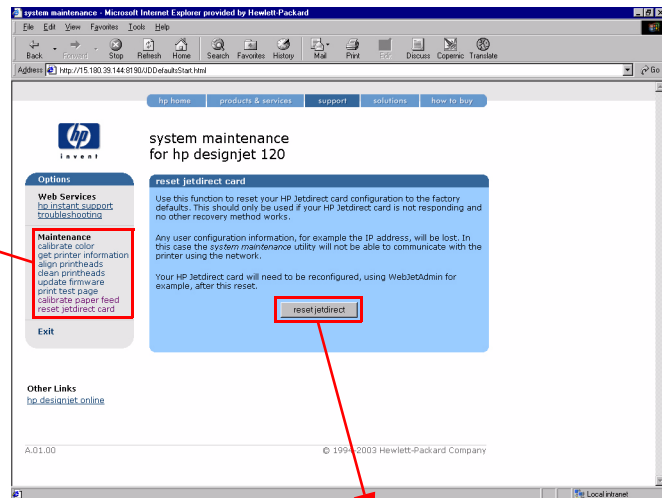 system maintenance - Microsoft Internet Explorer provided by Hewlett-Packard
File Edit View Favorites Tools Help
Back Forward Stop Refresh Home Search Favorites History Mail Print Edit Discuss Copernic Translate
Address http://15.180.39.144:8190/JDDefaultsStart.html Go
hp home products & services support solutions how to buy
hp
invent
system maintenance
for hp designjet 120
Options
Web Services
hp instant support
troubleshooting
Maintenance
calibrate color
get printer information
align printheads
clean printheads
update firmware
print test page
calibrate paper feed
reset jetdirect card
Exit
reset jetdirect card
Use this function to reset your HP Jetdirect card configuration to the factory
defaults. This should only be used if your HP Jetdirect card is not responding and
no other recovery method works.
Any user configuration information, for example the IP address, will be lost. In
this case the system maintenance utility will not be able to communicate with the
printer using the network.
Your HP Jetdirect card will need to be reconfigured, using WebJetAdmin for
example, after this reset.
reset jetdirect
Other Links
hp designjet online
A.01.00
© 1994-2003 Hewlett-Packard Company
Local intranet